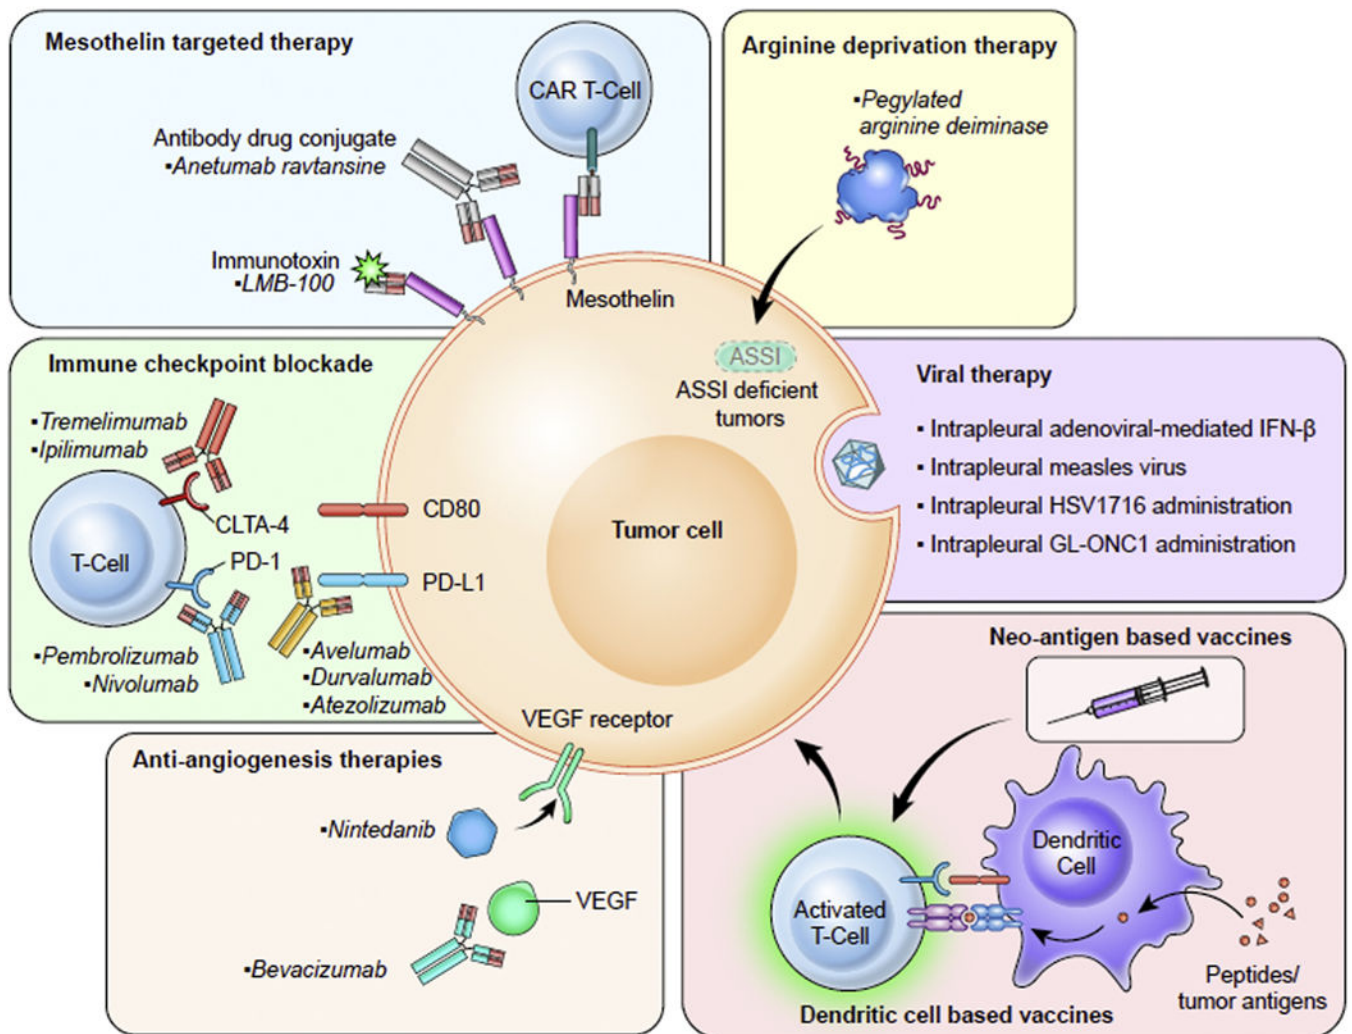 Mesothelin targeted therapy
CAR T-Cell
Antibody drug conjugate
▪Anetumab ravtansine
Immunotoxin
▪LMB-100
Mesothelin
Arginine deprivation therapy
▪Pegylated
arginine deiminase
ASSI
ASSI deficient
tumors
Immune checkpoint blockade
▪Tremelimumab
▪Ipilimumab
CLTA-4
T-Cell
PD-1
CD80
PD-L1
▪Pembrolizumab
▪Nivolumab
▪Avelumab
▪Durvalumab
▪Atezolizumab
Tumor cell
Viral therapy
▪ Intrapleural adenoviral-mediated IFN-β
▪ Intrapleural measles virus
▪ Intrapleural HSV1716 administration
▪ Intrapleural GL-ONC1 administration
VEGF receptor
Anti-angiogenesis therapies
▪Nintedanib
VEGF
▪Bevacizumab
Neo-antigen based vaccines
Dendritic
Cell
Activated
T-Cell
Peptides/
tumor antigens
Dendritic cell based vaccines